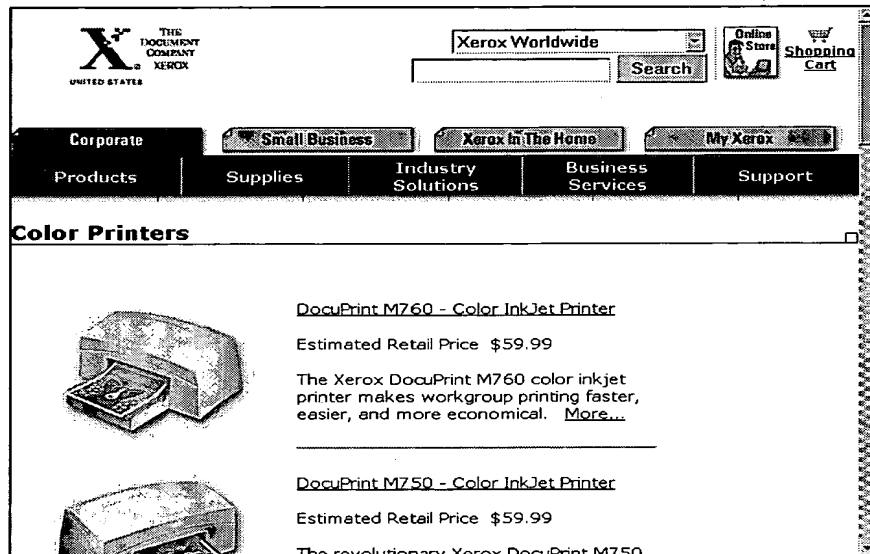 THE
DOCUMENT
COMPANY
XEROX
UNITED STATES
Xerox Worldwide
Search
Online
Store
Shopping
Cart
Corporate
Small Business
Xerox In The Home
My Xerox
Products
Supplies
Industry
Solutions
Business
Services
Support
Color Printers
DocuPrint M760 - Color InkJet Printer
Estimated Retail Price $59.99
The Xerox DocuPrint M760 color inkjet
printer makes workgroup printing faster,
easier, and more economical. More...
DocuPrint M750 - Color InkJet Printer
Estimated Retail Price $59.99
The revolutionary Xerox DocuPrint M750